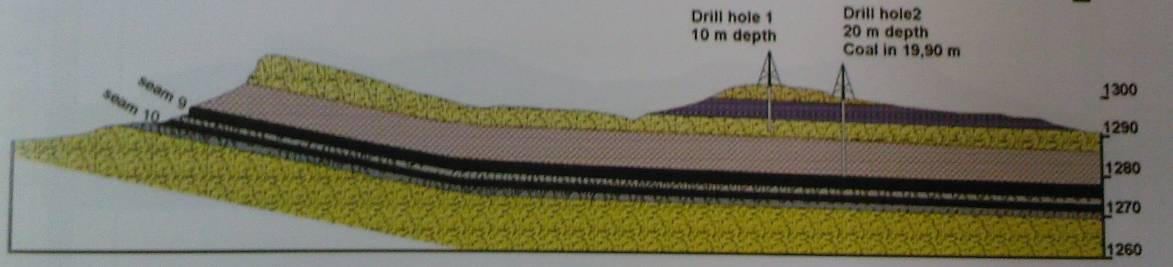 Drill hole 1
10 m depth
Drill hole2
20 m depth
Coal in 19,90 m
seam 9
seam 10
1300
1290
1280
1270
1260